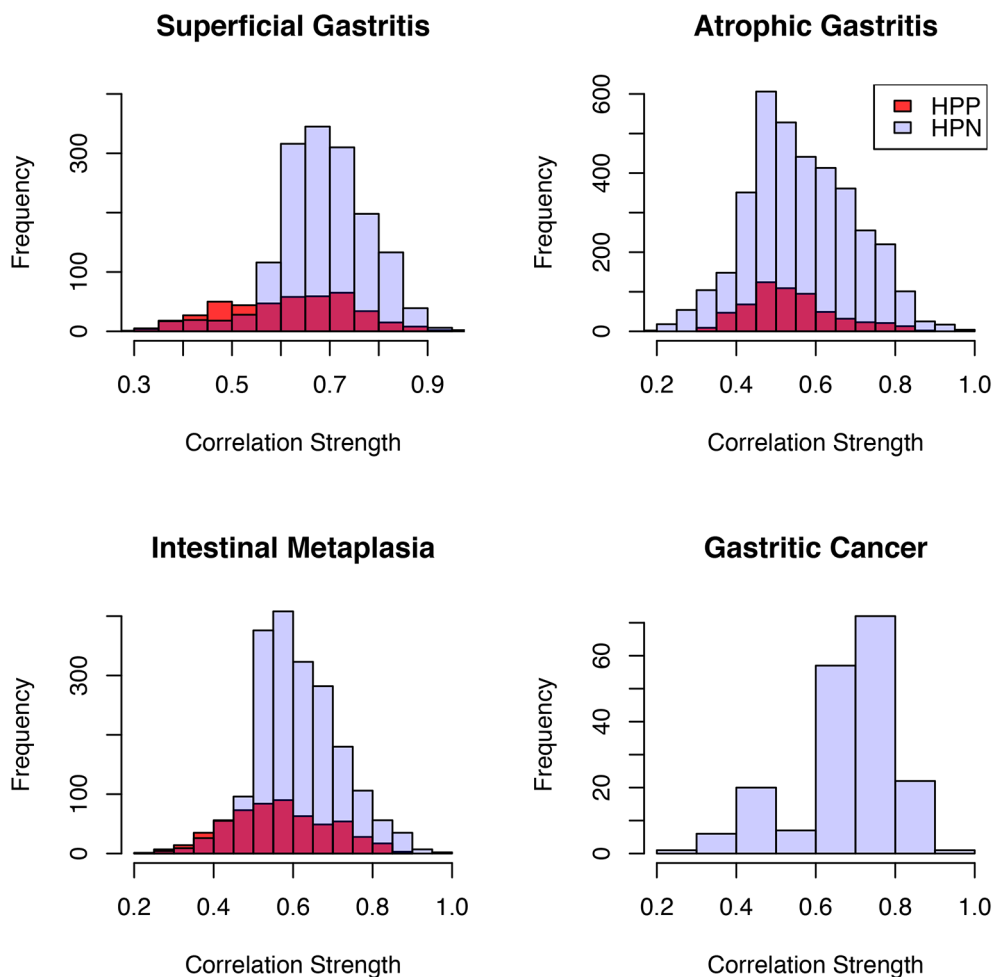 Superficial Gastritis
Frequency
0
100
300
0.3 0.5 0.7 0.9
Correlation Strength
Atrophic Gastritis
HPP
HPN
Frequency
0
200
400
600
0.2 0.4 0.6 0.8 1.0
Correlation Strength
Intestinal Metaplasia
Frequency
0
100
300
0.2 0.4 0.6 0.8 1.0
Correlation Strength
Gastritic Cancer
Frequency
0
20
40
60
0.2 0.4 0.6 0.8 1.0
Correlation Strength